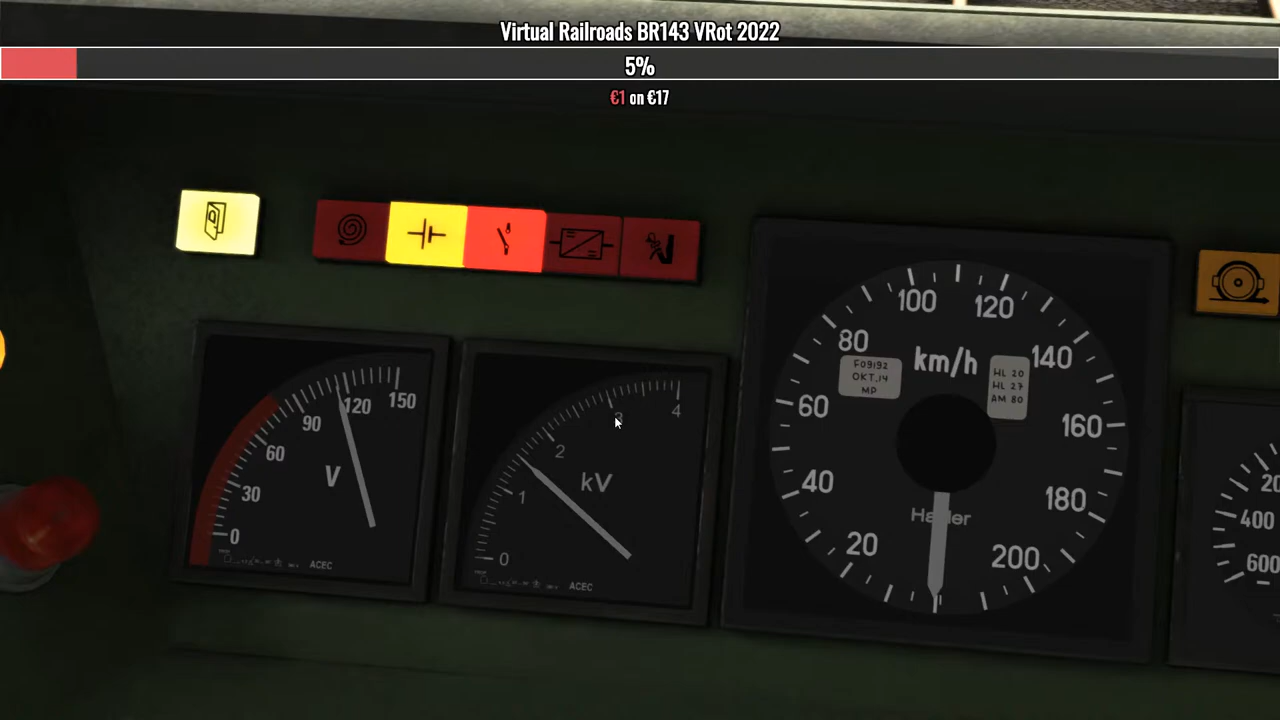 Virtual Railroads BR143 VRot 2022
5%
€1 on €17
0
30
60
90
120
150
V
ACEC
0
1
2
3
4
kV
ACEC
20
40
60
80
100
120
140
160
180
200
km/h
F09192
OKT.14
MP
HL 20
HL 27
AM 80
20
400
600